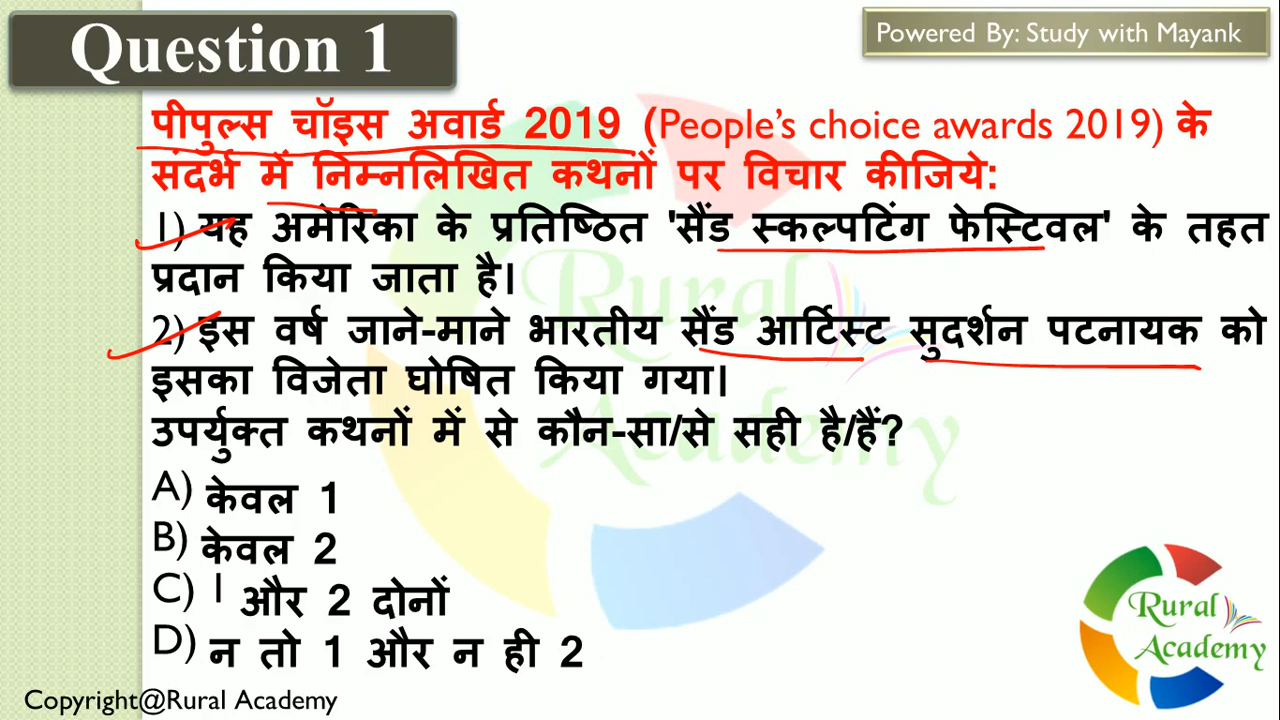 Question 1
Powered By: Study with Mayank
पीपुल्स चॉइस अवार्ड 2019 (People's choice awards 2019) के
संदर्भ में निम्नलिखित कथनों पर विचार कीजिये:
1) यह अमेरिका के प्रतिष्ठित 'सैंड स्कल्पटिंग फेस्टिवल' के तहत
प्रदान किया जाता है।
2) इस वर्ष जाने-माने भारतीय सैंड आर्टिस्ट सुदर्शन पटनायक को
इसका विजेता घोषित किया गया।
उपर्युक्त कथनों में से कौन-सा/से सही है/हैं?
A) केवल 1
B) केवल 2
C) 1 और 2 दोनों
D) न तो 1 और न ही 2
Rural
Academy
Rural
Academy
Copyright@Rural Academy